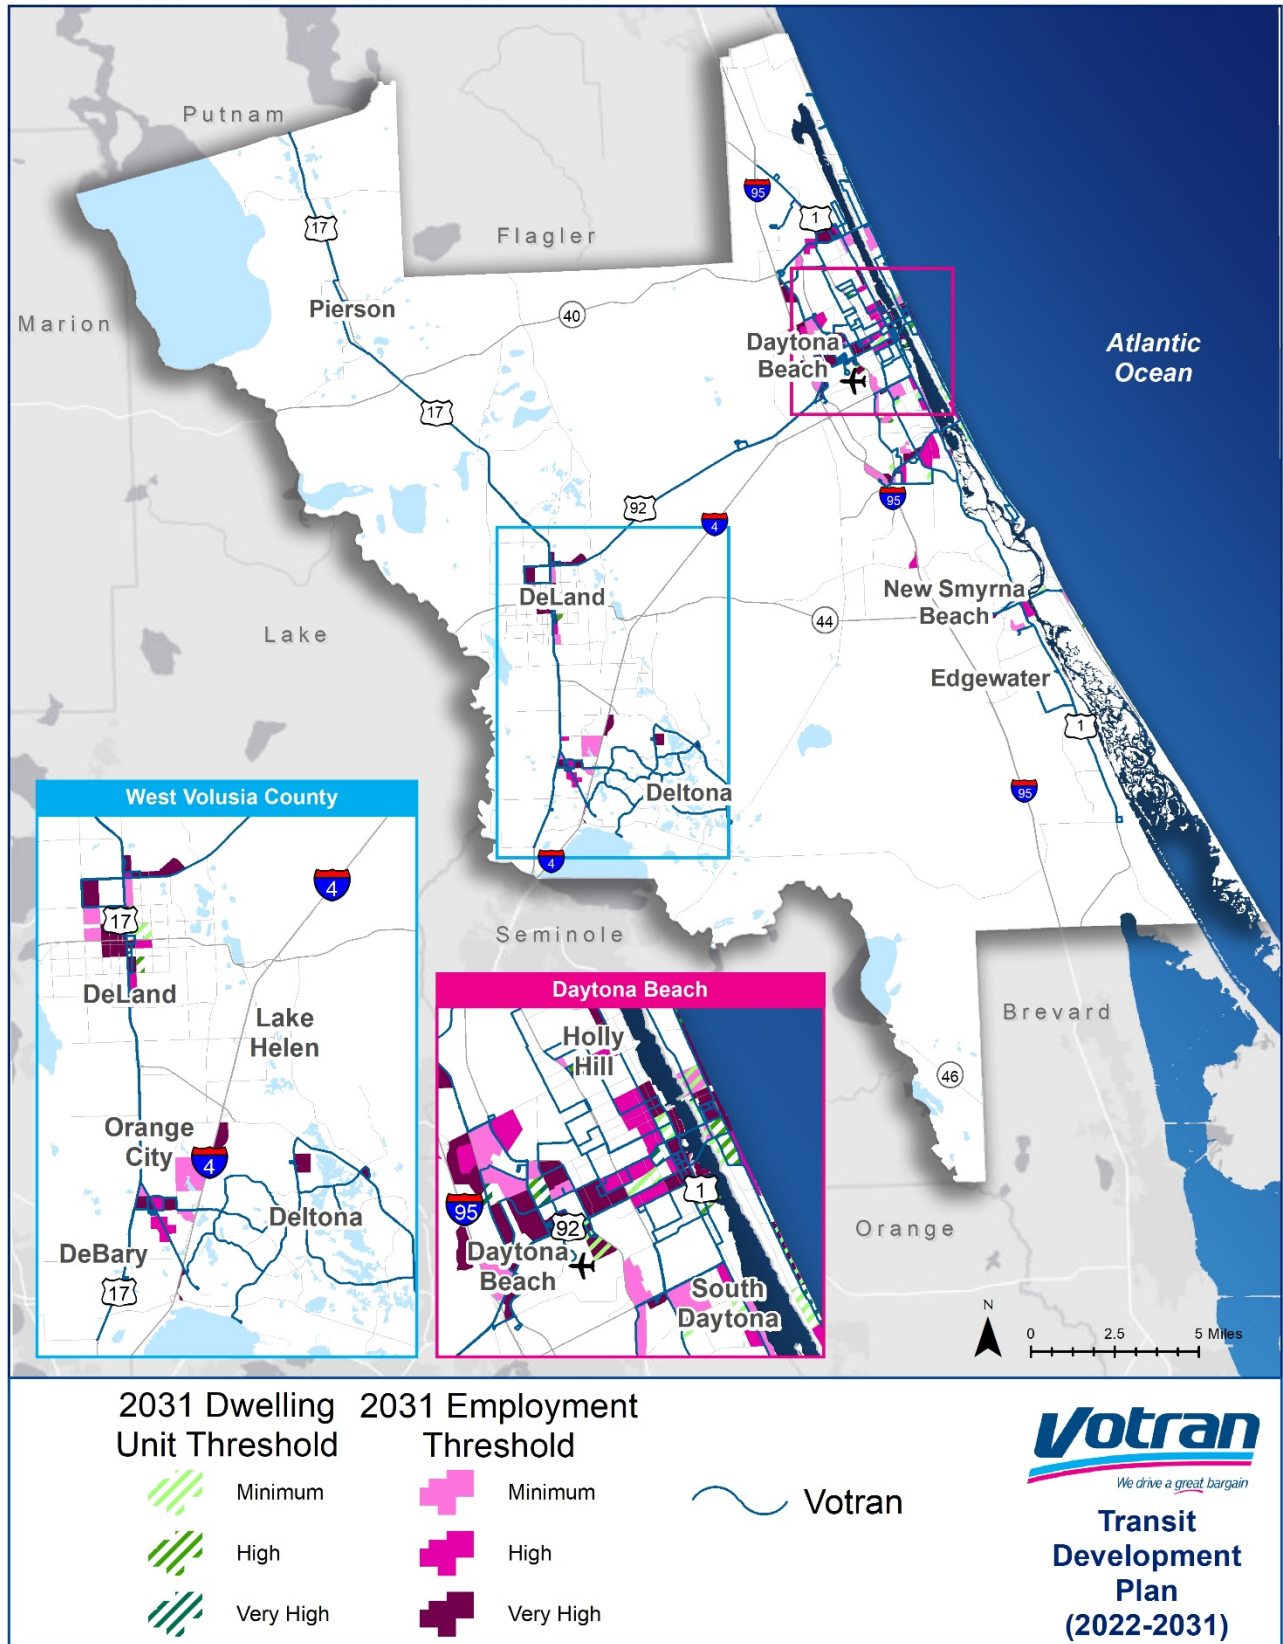 Putnam
95
1
17
Flagler
Pierson
Marion
40
Daytona
Beach
Atlantic
Ocean
17
92
4
95
DeLand
New Smyrna
Beach
44
Lake
Edgewater
1
95
Deltona
4
Seminole
Brevard
46
Orange
West Volusia County
4
17
DeLand
Lake
Helen
Orange
City
4
Deltona
DeBary
17
Daytona Beach
Holly
Hill
1
95
92
Daytona
Beach
South
Daytona
N
0 2.5 5 Miles
2031 Dwelling
Unit Threshold
Minimum
High
Very High
2031 Employment
Threshold
Minimum
High
Very High
Votran
Votran
We drive a great bargain
Transit
Development
Plan
(2022-2031)